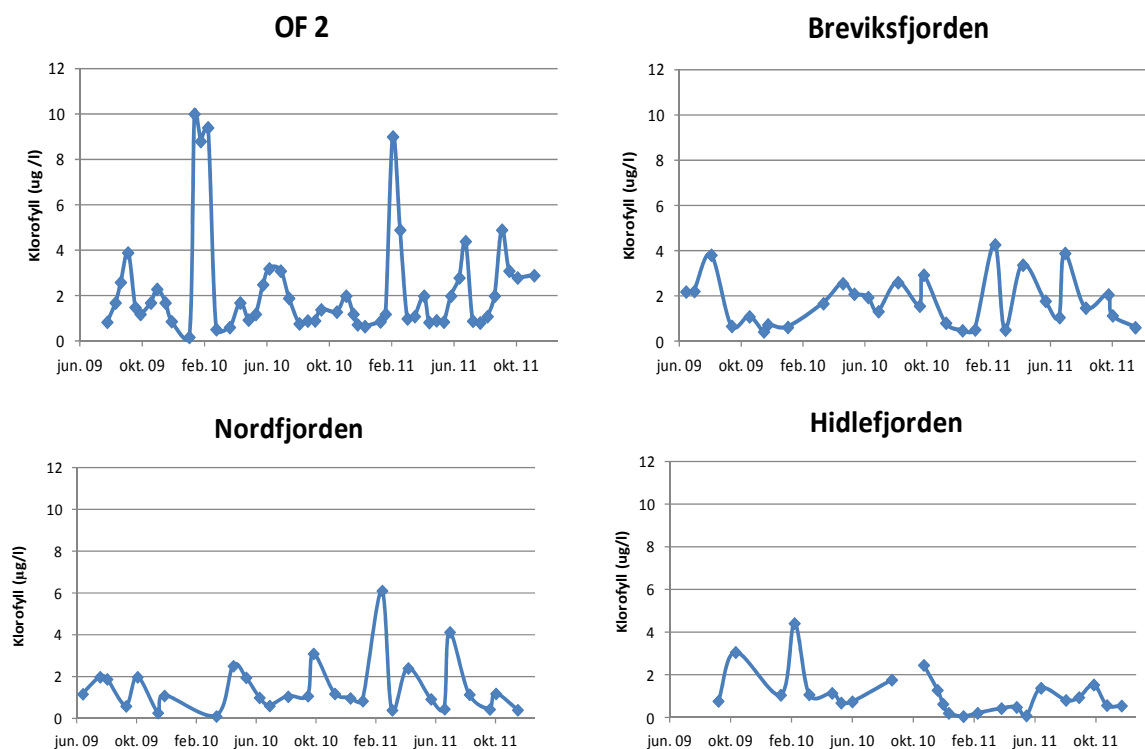 OF 2
Klorofyll (ug /l)
12
10
8
6
4
2
0
jun. 09 okt. 09 feb. 10 jun. 10 okt. 10 feb. 11 jun. 11 okt. 11
Breviksfjorden
Klorofyll (ug/l)
12
10
8
6
4
2
0
jun. 09 okt. 09 feb. 10 jun. 10 okt. 10 feb. 11 jun. 11 okt. 11
Nordfjorden
Klorofyll (µg/l)
12
10
8
6
4
2
0
jun. 09 okt. 09 feb. 10 jun. 10 okt. 10 feb. 11 jun. 11 okt. 11
Hidlefjorden
Klorofyll (ug/l)
12
10
8
6
4
2
0
jun. 09 okt. 09 feb. 10 jun. 10 okt. 10 feb. 11 jun. 11 okt. 11